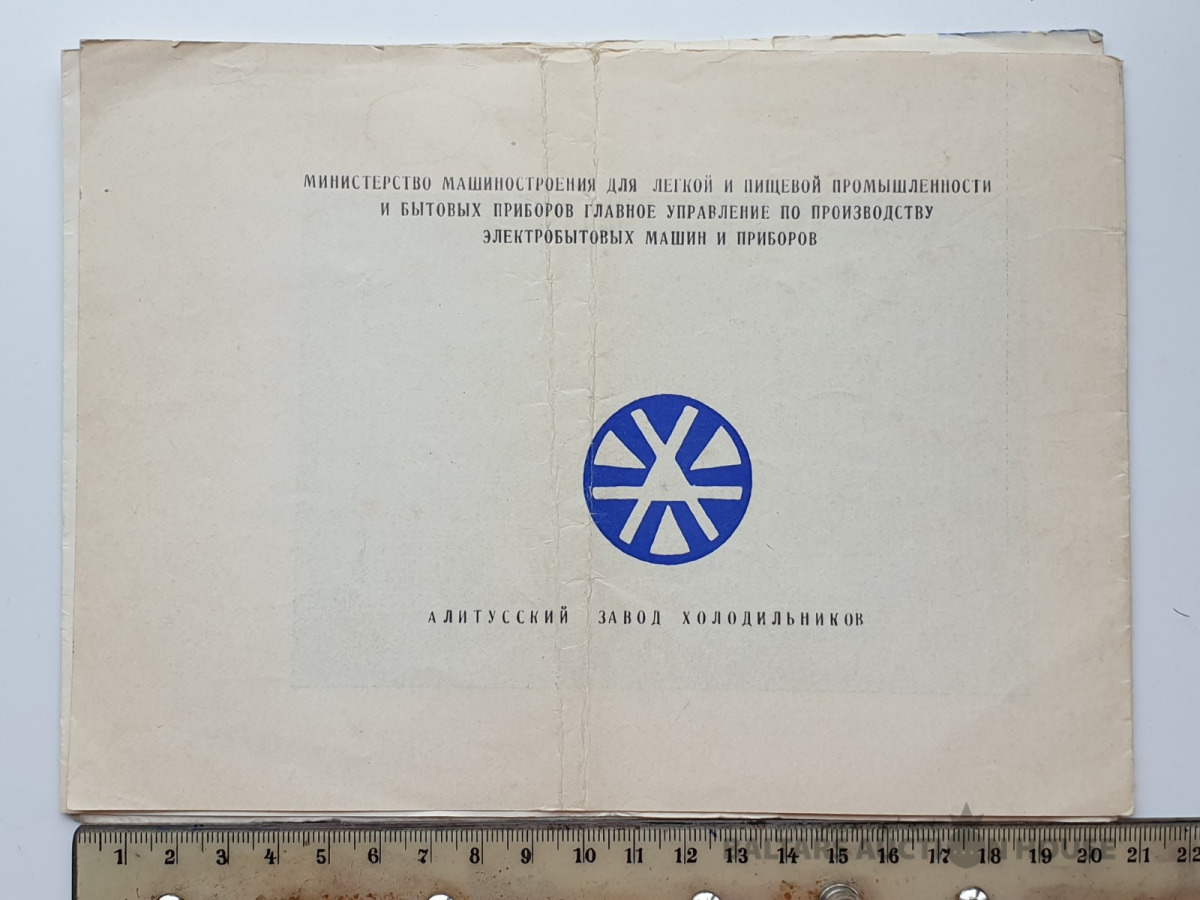 МИНИСТЕРСТВО МАШИНОСТРОЕНИЯ ДЛЯ ЛЕГКОЙ И ПИЩЕВОЙ ПРОМЫШЛЕННОСТИ
И БЫТОВЫХ ПРИБОРОВ ГЛАВНОЕ УПРАВЛЕНИЕ ПО ПРОИЗВОДСТВУ
ЭЛЕКТРОБЫТОВЫХ МАШИН И ПРИБОРОВ
АЛИТУССКИЙ ЗАВОД ХОЛОДИЛЬНИКОВ
1 2 3 4 5 6 7 8 9 10 11 12 13 14 15 16 17 18 19 20 21 22
HOUSE